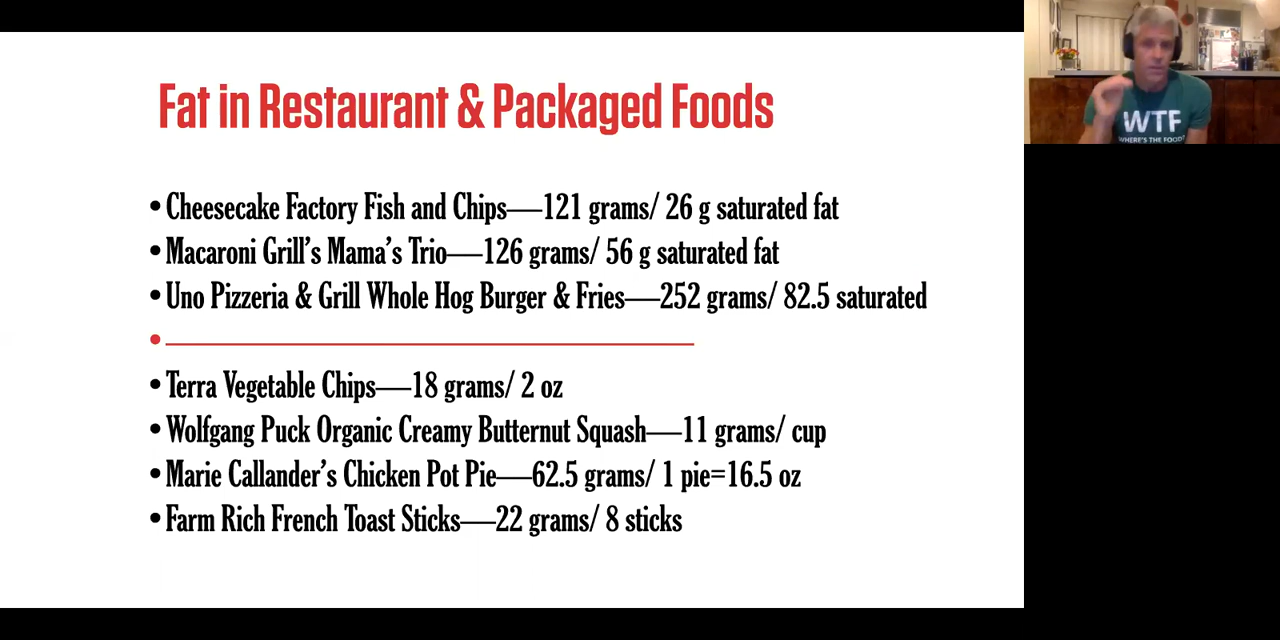 Fat in Restaurant & Packaged Foods
• Cheesecake Factory Fish and Chips—121 grams/ 26 g saturated fat
• Macaroni Grill's Mama's Trio—126 grams/ 56 g saturated fat
• Uno Pizzeria & Grill Whole Hog Burger & Fries—252 grams/ 82.5 saturated
• Terra Vegetable Chips—18 grams/ 2 oz
• Wolfgang Puck Organic Creamy Butternut Squash—11 grams/ cup
• Marie Callander's Chicken Pot Pie—62.5 grams/ 1 pie=16.5 oz
• Farm Rich French Toast Sticks—22 grams/ 8 sticks
WTF
WHERE'S THE FOOD?